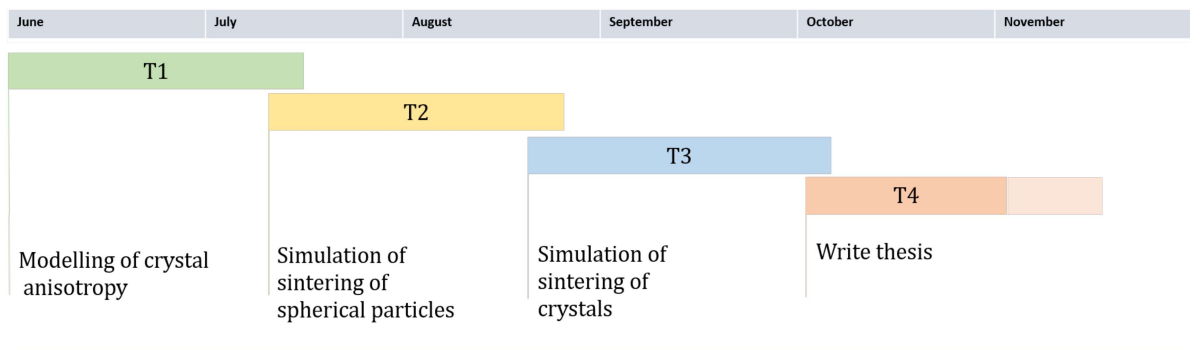 June July August September October November
T1
T2
T3
T4
Modelling of crystal
anisotropy
Simulation of
sintering of
spherical particles
Simulation of
sintering of
crystals
Write thesis